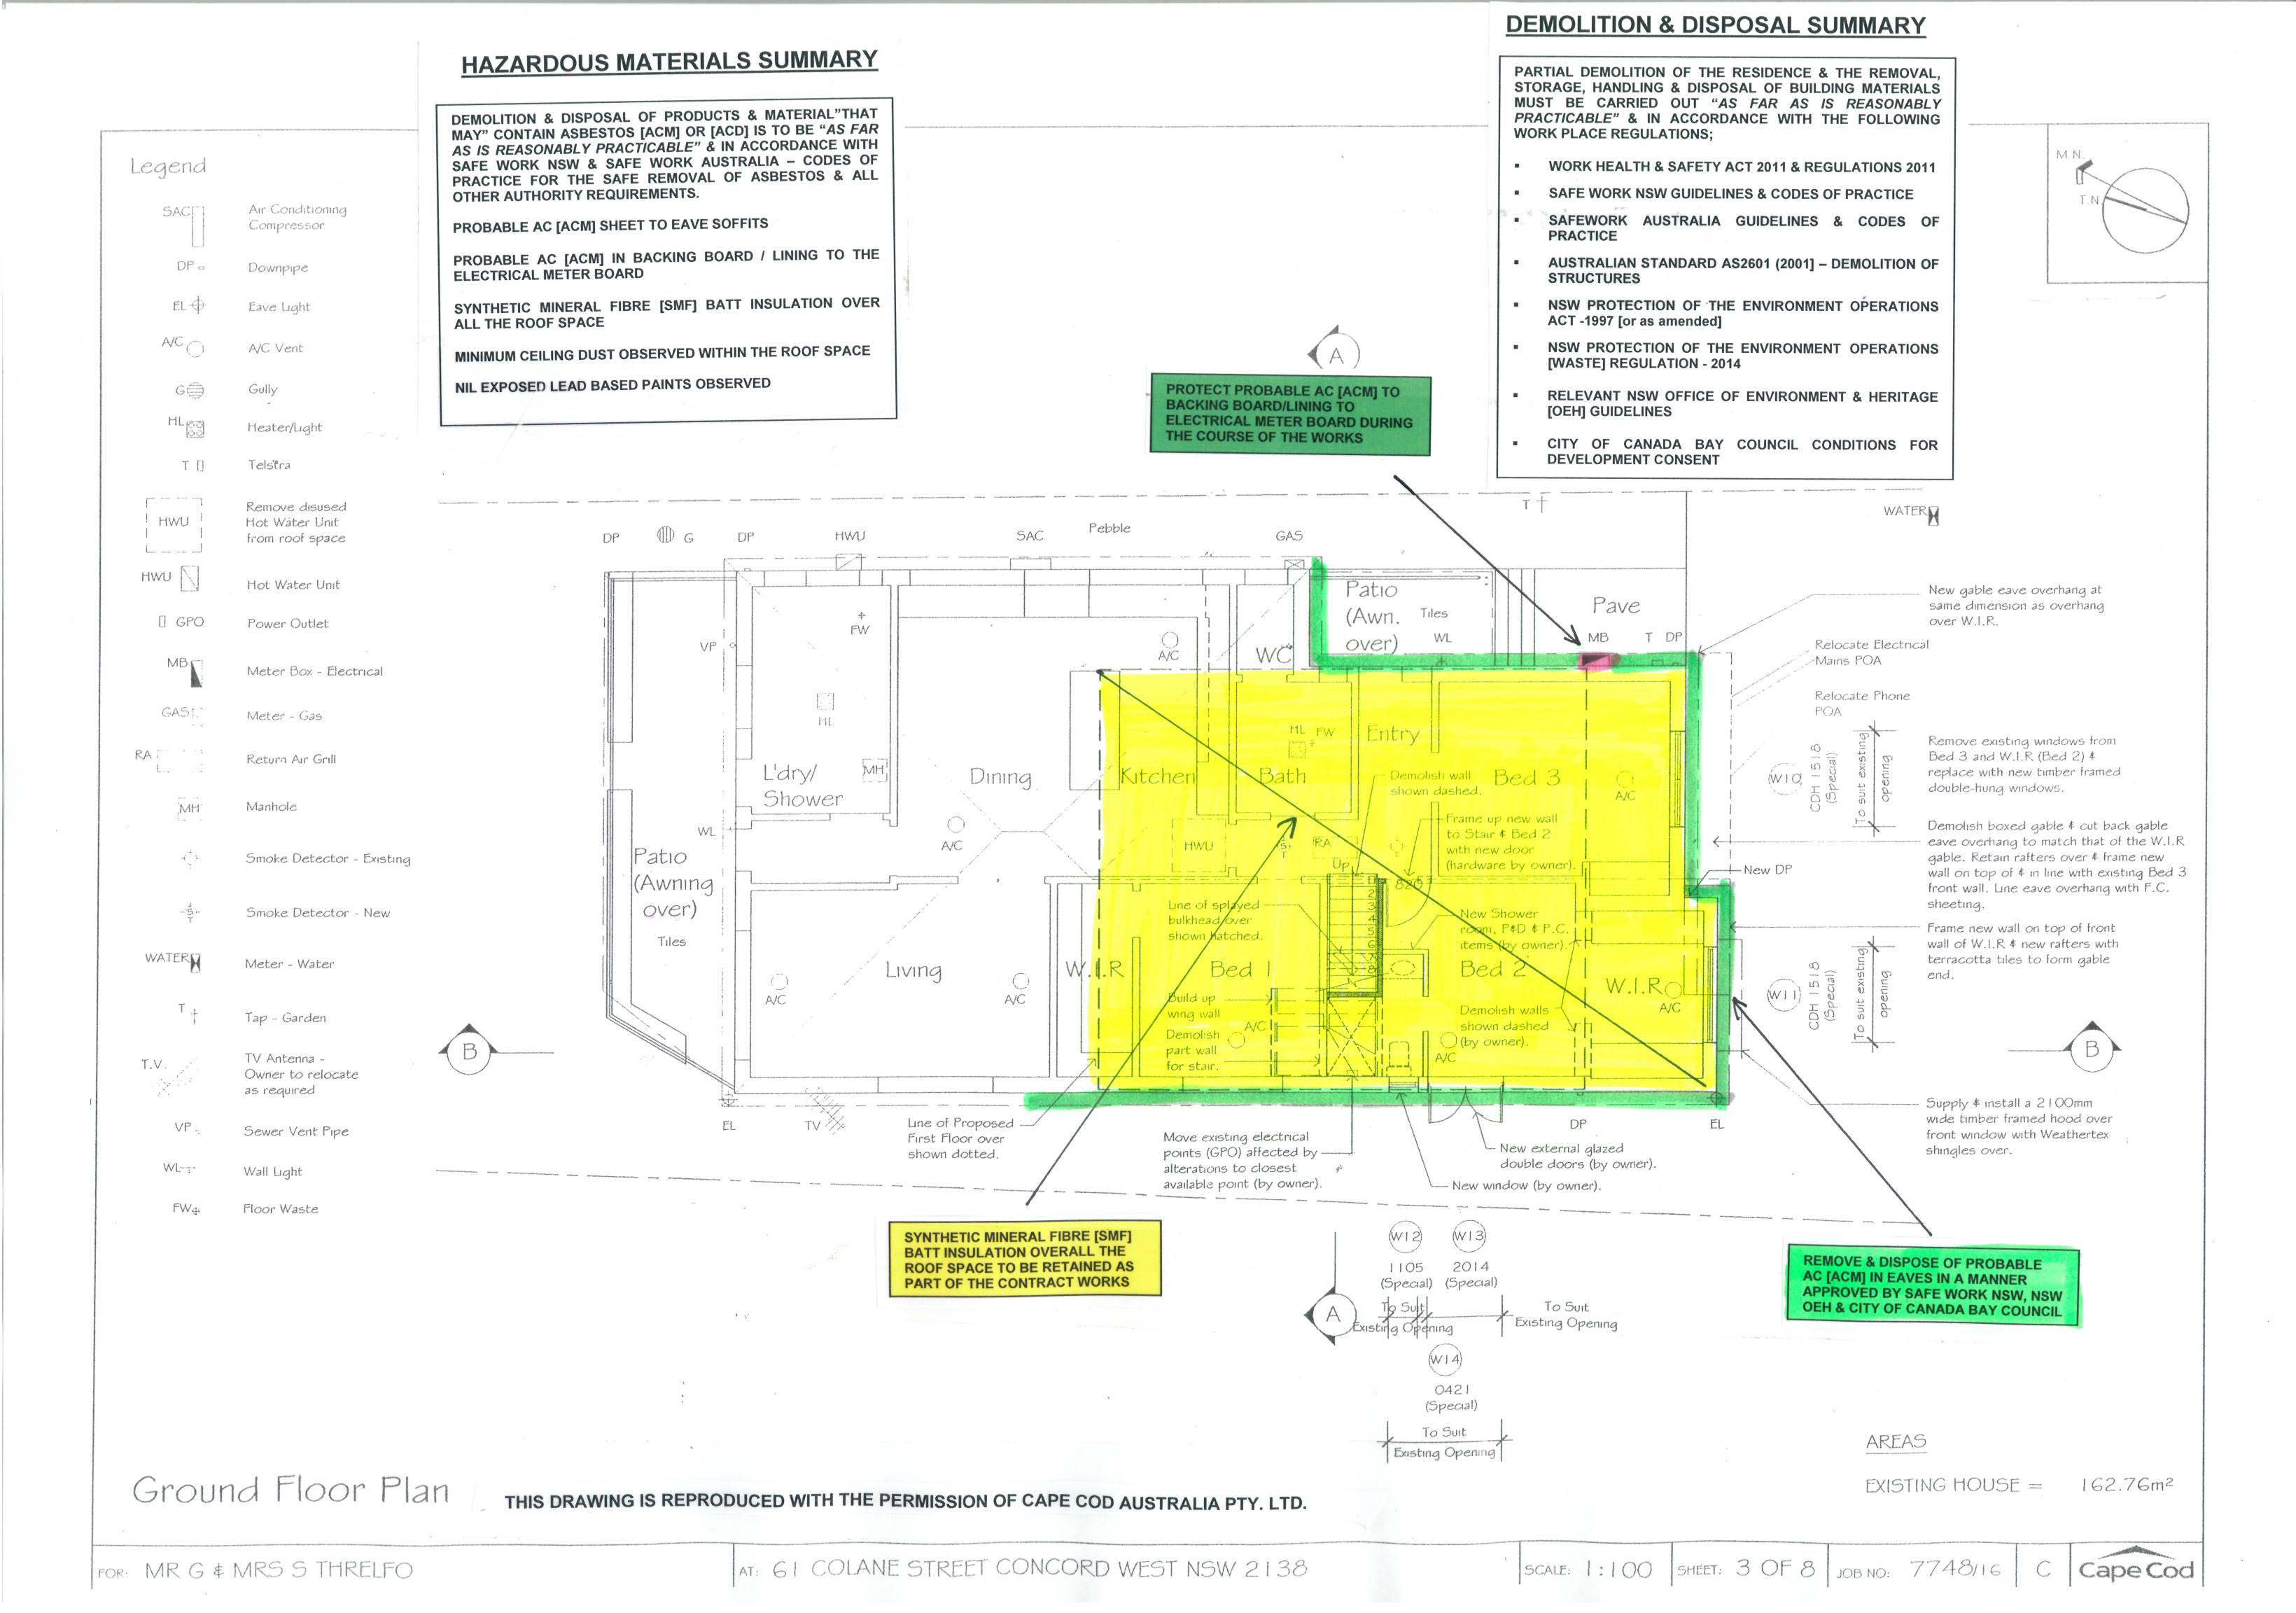 HAZARDOUS MATERIALS SUMMARY
DEMOLITION & DISPOSAL OF PRODUCTS & MATERIAL"THAT
MAY" CONTAIN ASBESTOS [ACM] OR [ACD] IS TO BE "AS FAR
AS IS REASONABLY PRACTICABLE" & IN ACCORDANCE WITH
SAFE WORK NSW & SAFE WORK AUSTRALIA – CODES OF
PRACTICE FOR THE SAFE REMOVAL OF ASBESTOS & ALL
OTHER AUTHORITY REQUIREMENTS.
PROBABLE AC [ACM] SHEET TO EAVE SOFFITS
PROBABLE AC [ACM] IN BACKING BOARD / LINING TO THE
ELECTRICAL METER BOARD
SYNTHETIC MINERAL FIBRE [SMF] BATT INSULATION OVER
ALL THE ROOF SPACE
MINIMUM CEILING DUST OBSERVED WITHIN THE ROOF SPACE
NIL EXPOSED LEAD BASED PAINTS OBSERVED
DEMOLITION & DISPOSAL SUMMARY
PARTIAL DEMOLITION OF THE RESIDENCE & THE REMOVAL,
STORAGE, HANDLING & DISPOSAL OF BUILDING MATERIALS
MUST BE CARRIED OUT "AS FAR AS IS REASONABLY
PRACTICABLE" & IN ACCORDANCE WITH THE FOLLOWING
WORK PLACE REGULATIONS;
▪ WORK HEALTH & SAFETY ACT 2011 & REGULATIONS 2011
▪ SAFE WORK NSW GUIDELINES & CODES OF PRACTICE
▪ SAFEWORK AUSTRALIA GUIDELINES & CODES OF
PRACTICE
▪ AUSTRALIAN STANDARD AS2601 (2001) – DEMOLITION OF
STRUCTURES
▪ NSW PROTECTION OF THE ENVIRONMENT OPERATIONS
ACT -1997 [or as amended]
▪ NSW PROTECTION OF THE ENVIRONMENT OPERATIONS
[WASTE] REGULATION - 2014
▪ RELEVANT NSW OFFICE OF ENVIRONMENT & HERITAGE
[OEH] GUIDELINES
▪ CITY OF CANADA BAY COUNCIL CONDITIONS FOR
DEVELOPMENT CONSENT
M.N.
T.N.
Legend
SAC Air Conditioning
Compressor
DP Downpipe
EL Eave Light
A/C A/C Vent
G Gully
HL Heater/Light
T Telstra
HWU Remove disused
Hot Water Unit
from roof space
HWU Hot Water Unit
GPO Power Outlet
MB Meter Box - Electrical
GAS Meter - Gas
RA Return Air Grill
MH Manhole
Smoke Detector - Existing
S T Smoke Detector - New
WATER Meter - Water
T Tap - Garden
T.V. TV Antenna -
Owner to relocate
as required
VP Sewer Vent Pipe
WL Wall Light
FW Floor Waste
A
PROTECT PROBABLE AC [ACM] TO
BACKING BOARD/LINING TO
ELECTRICAL METER BOARD DURING
THE COURSE OF THE WORKS
T
WATER
DP G DP HWU SAC Pebble GAS
Patio
(Awn.
over)
Tiles
WL
Pave
MB T DP
FW
VP
A/C
WC
HL
HL FW
Entry
L'dry/
Shower
MH
Dining
Kitchen
Bath
Demolish wall
shown dashed.
Bed 3
A/C
WL
A/C
HWU
S T
RA
Up
Frame up new wall
to Stair & Bed 2
with new door
(hardware by owner).
820
Patio
(Awning
over)
Tiles
Line of splayed
bulkhead over
shown hatched.
1
2
3
4
5
6
7
8
New Shower
room, P&D & P.C.
items (by owner).
Living
A/C
A/C
W.I.R
Bed 1
Bed 2
W.I.R
A/C
Build up
wing wall
A/C
Demolish
part wall
for stair.
Demolish walls
shown dashed
(by owner).
A/C
New gable eave overhang at
same dimension as overhang
over W.I.R.
Relocate Electrical
Mains POA
Relocate Phone
POA
W10
CDH 1518
(Special)
To suit existing
opening
Remove existing windows from
Bed 3 and W.I.R (Bed 2) &
replace with new timber framed
double-hung windows.
Demolish boxed gable & cut back gable
eave overhang to match that of the W.I.R
gable. Retain rafters over & frame new
wall on top of & in line with existing Bed 3
front wall. Line eave overhang with F.C.
sheeting.
New DP
Frame new wall on top of front
wall of W.I.R & new rafters with
terracotta tiles to form gable
end.
W11
CDH 1518
(Special)
To suit existing
opening
B
B
Supply & install a 2100mm
wide timber framed hood over
front window with Weathertex
shingles over.
EL TV DP EL
Line of Proposed
First Floor over
shown dotted.
Move existing electrical
points (GPO) affected by
alterations to closest
available point (by owner).
New external glazed
double doors (by owner).
New window (by owner).
SYNTHETIC MINERAL FIBRE [SMF]
BATT INSULATION OVERALL THE
ROOF SPACE TO BE RETAINED AS
PART OF THE CONTRACT WORKS
REMOVE & DISPOSE OF PROBABLE
AC [ACM] IN EAVES IN A MANNER
APPROVED BY SAFE WORK NSW, NSW
OEH & CITY OF CANADA BAY COUNCIL
W12 W13
1105 2014
(Special) (Special)
A
To Suit
Existing Opening
To Suit
Existing Opening
W14
0421
(Special)
To Suit
Existing Opening
AREAS
EXISTING HOUSE = 162.76m²
Ground Floor Plan
THIS DRAWING IS REPRODUCED WITH THE PERMISSION OF CAPE COD AUSTRALIA PTY. LTD.
FOR: MR G & MRS S THRELFO
AT: 61 COLANE STREET CONCORD WEST NSW 2138
SCALE: 1:100
SHEET: 3 OF 8
JOB NO: 7748/16
C
Cape Cod